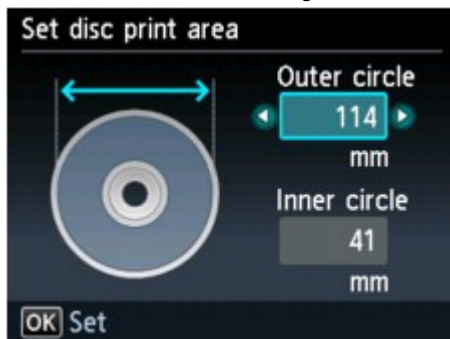 Set disc print area
Outer circle
114
mm
Inner circle
41
mm
OK Set